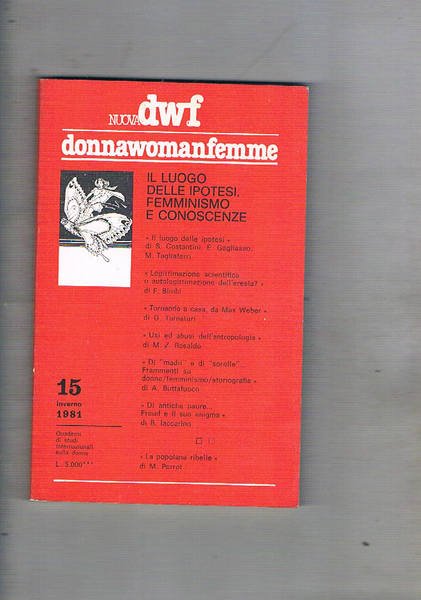 NUOVA dwf
donnawomanfemme
IL LUOGO
DELLE IPOTESI.
FEMMINISMO
E CONOSCENZE
« Il luogo delle ipotesi »
di S. Costantini, E. Gagliasso,
M. Tagliaferri
« Legittimazione scientifica
o autolegittimazione dell'eresia? »
di F. Bimbi
« Tornando a casa, da Max Weber »
di G. Turnaturi
« Usi ed abusi dell'antropologia »
di M. Z. Rosaldo
« Di "madri" e di "sorelle".
Frammenti su
donne/femminismo/storiografia »
di A. Buttafuoco
« Di antiche paure...
Freud e il suo enigma »
di R. Iaccarino
« La popolana ribelle »
di M. Perrot
15
inverno
1981
Quaderni
di studi
internazionali
sulla donna
L. 5.000